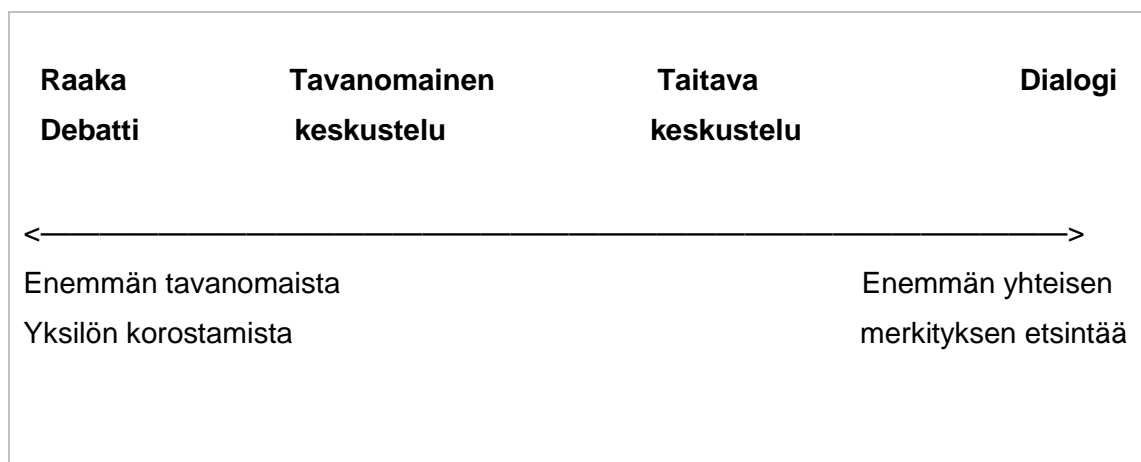 Raaka Tavanomainen Taitava Dialogi
Debatti keskustelu keskustelu
<────────────────────────────────────>
Enemmän tavanomaista Enemmän yhteisen
Yksilön korostamista merkityksen etsintää